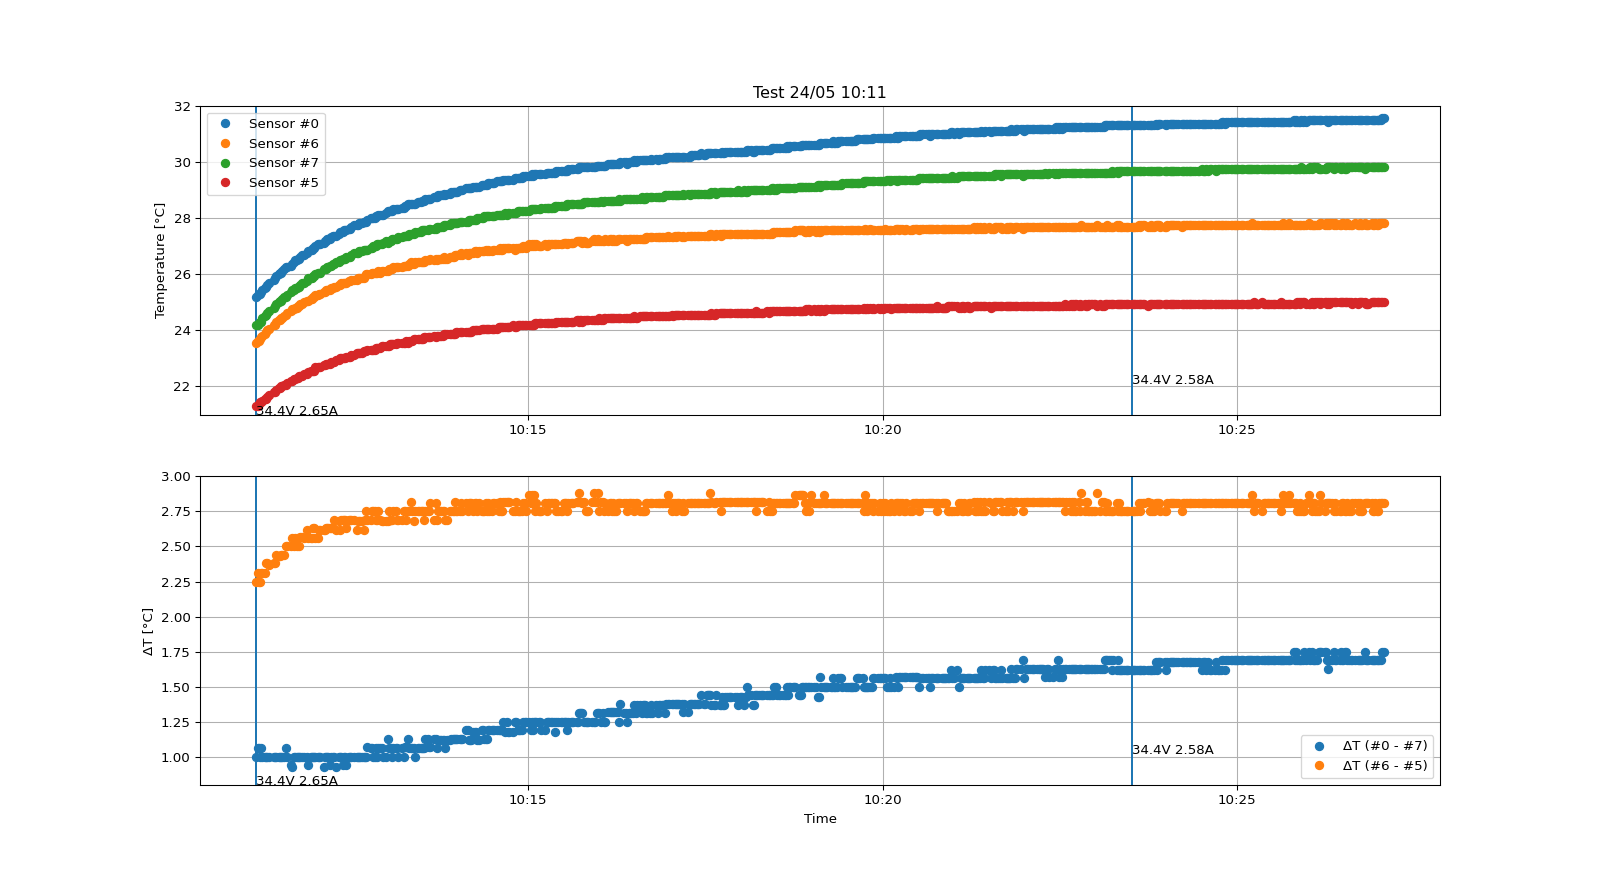 Test 24/05 10:11
32
30
28
26
24
22
Temperature [°C]
Sensor #0
Sensor #6
Sensor #7
Sensor #5
34.4V 2.65A
34.4V 2.58A
10:15
10:20
10:25
3.00
2.75
2.50
2.25
2.00
1.75
1.50
1.25
1.00
ΔT [°C]
34.4V 2.65A
34.4V 2.58A
ΔT (#0 - #7)
ΔT (#6 - #5)
10:15
10:20
10:25
Time